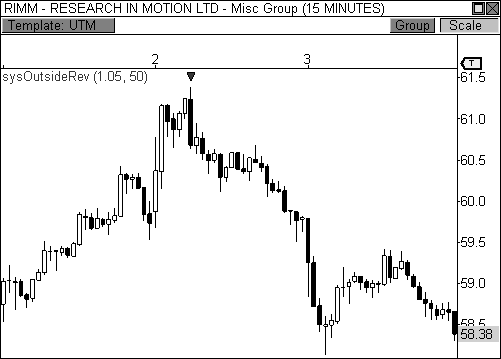 RIMM - RESEARCH IN MOTION LTD - Misc Group (15 MINUTES)
Template: UTM Group Scale
2 3 T
sysOutsideRev (1.05, 50)
61.5
61.0
60.5
60.0
59.5
59.0
58.5
58.38